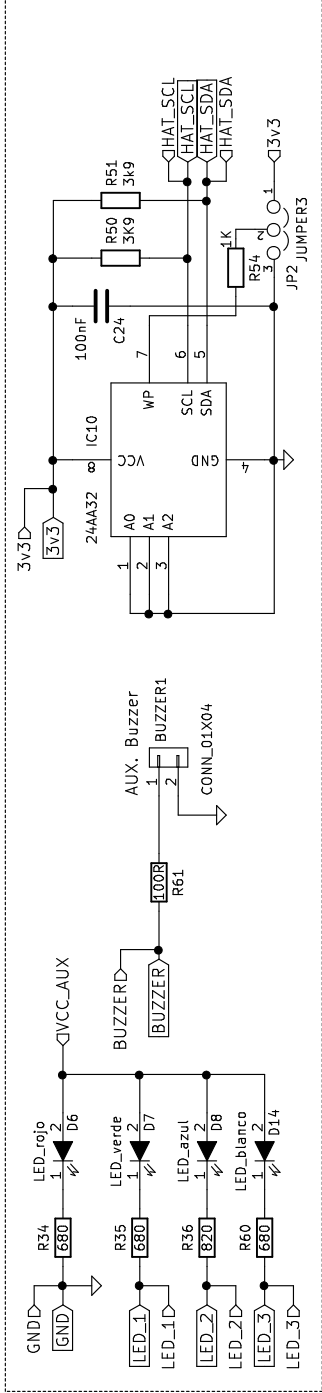 GND
GND
R34
680
LED_rojo
1
2
D6
VCC_AUX
LED_1
LED_1
R35
680
LED_verde
1
2
D7
LED_2
LED_2
R36
820
LED_azul
1
2
D8
LED_3
LED_3
R60
680
LED_blanco
1
2
D14
BUZZER
BUZZER
100R
R61
AUX. Buzzer
BUZZER1
1
2
CONN_01X04
3v3
3v3
24AA32
IC10
1
A0
2
A1
3
A2
8
VCC
GND
4
WP
7
SCL
6
SDA
5
100nF
C24
R50
3K9
R51
3k9
HAT_SCL
HAT_SCL
HAT_SDA
HAT_SDA
1K
R54
3
2
1
JP2
JUMPER3
3v3